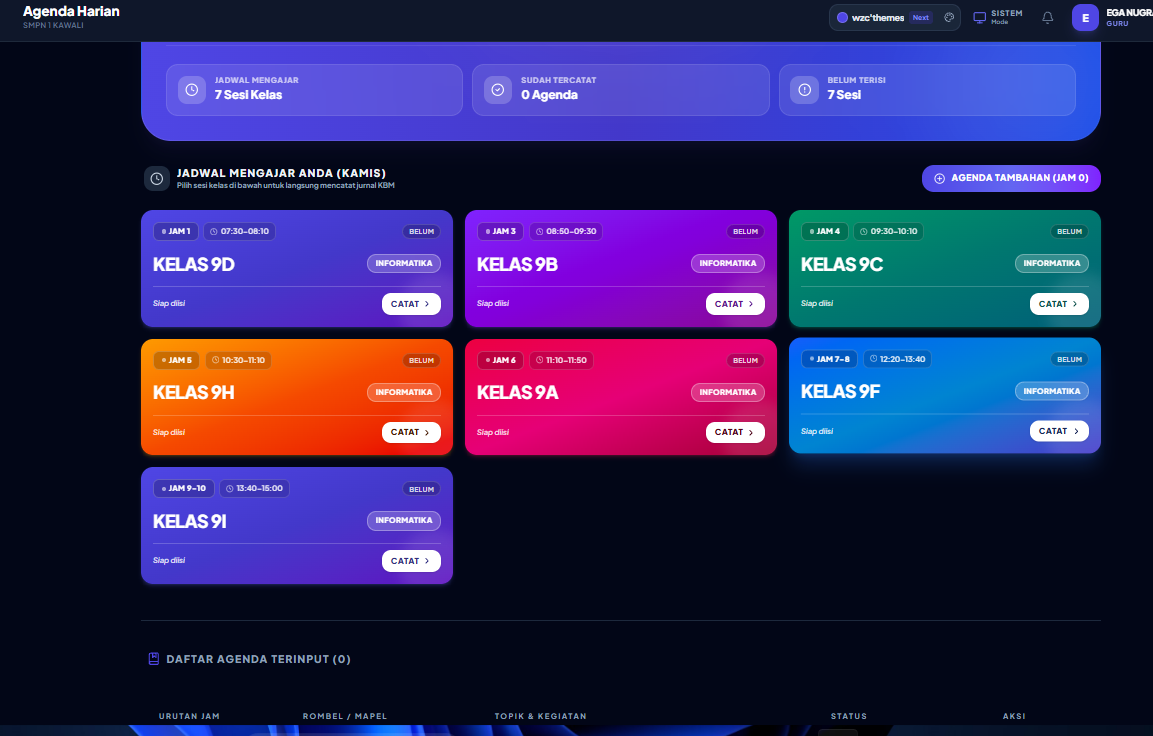 Agenda Harian
SMPN 1 KAWALI
wzc'themes Next
SISTEM
Mode
E
EGA NUGRA
GURU
JADWAL MENGAJAR
7 Sesi Kelas
SUDAH TERCATAT
0 Agenda
BELUM TERISI
7 Sesi
JADWAL MENGAJAR ANDA (KAMIS)
Pilih sesi kelas di bawah untuk langsung mencatat jurnal KBM
AGENDA TAMBAHAN (JAM 0)
JAM 1 07:30–08:10 BELUM
KELAS 9D INFORMATIKA
Siap diisi CATAT
JAM 3 08:50–09:30 BELUM
KELAS 9B INFORMATIKA
Siap diisi CATAT
JAM 4 09:30–10:10 BELUM
KELAS 9C INFORMATIKA
Siap diisi CATAT
JAM 5 10:30–11:10 BELUM
KELAS 9H INFORMATIKA
Siap diisi CATAT
JAM 6 11:10–11:50 BELUM
KELAS 9A INFORMATIKA
Siap diisi CATAT
JAM 7–8 12:20–13:40 BELUM
KELAS 9F INFORMATIKA
Siap diisi CATAT
JAM 9–10 13:40–15:00 BELUM
KELAS 9I INFORMATIKA
Siap diisi CATAT
DAFTAR AGENDA TERINPUT (0)
URUTAN JAM ROMBEL / MAPEL TOPIK & KEGIATAN STATUS AKSI